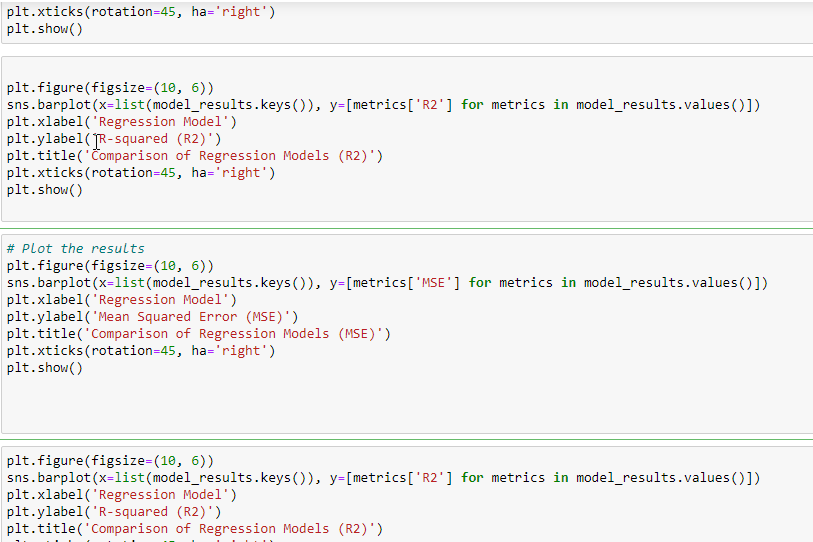 plt.xticks(rotation=45, ha='right')
plt.show()
plt.figure(figsize=(10, 6))
sns.barplot(x=list(model_results.keys()), y=[metrics['R2'] for metrics in model_results.values()])
plt.xlabel('Regression Model')
plt.ylabel('R-squared (R2)')
plt.title('Comparison of Regression Models (R2)')
plt.xticks(rotation=45, ha='right')
plt.show()
# Plot the results
plt.figure(figsize=(10, 6))
sns.barplot(x=list(model_results.keys()), y=[metrics['MSE'] for metrics in model_results.values()])
plt.xlabel('Regression Model')
plt.ylabel('Mean Squared Error (MSE)')
plt.title('Comparison of Regression Models (MSE)')
plt.xticks(rotation=45, ha='right')
plt.show()
plt.figure(figsize=(10, 6))
sns.barplot(x=list(model_results.keys()), y=[metrics['R2'] for metrics in model_results.values()])
plt.xlabel('Regression Model')
plt.ylabel('R-squared (R2)')
plt.title('Comparison of Regression Models (R2)')